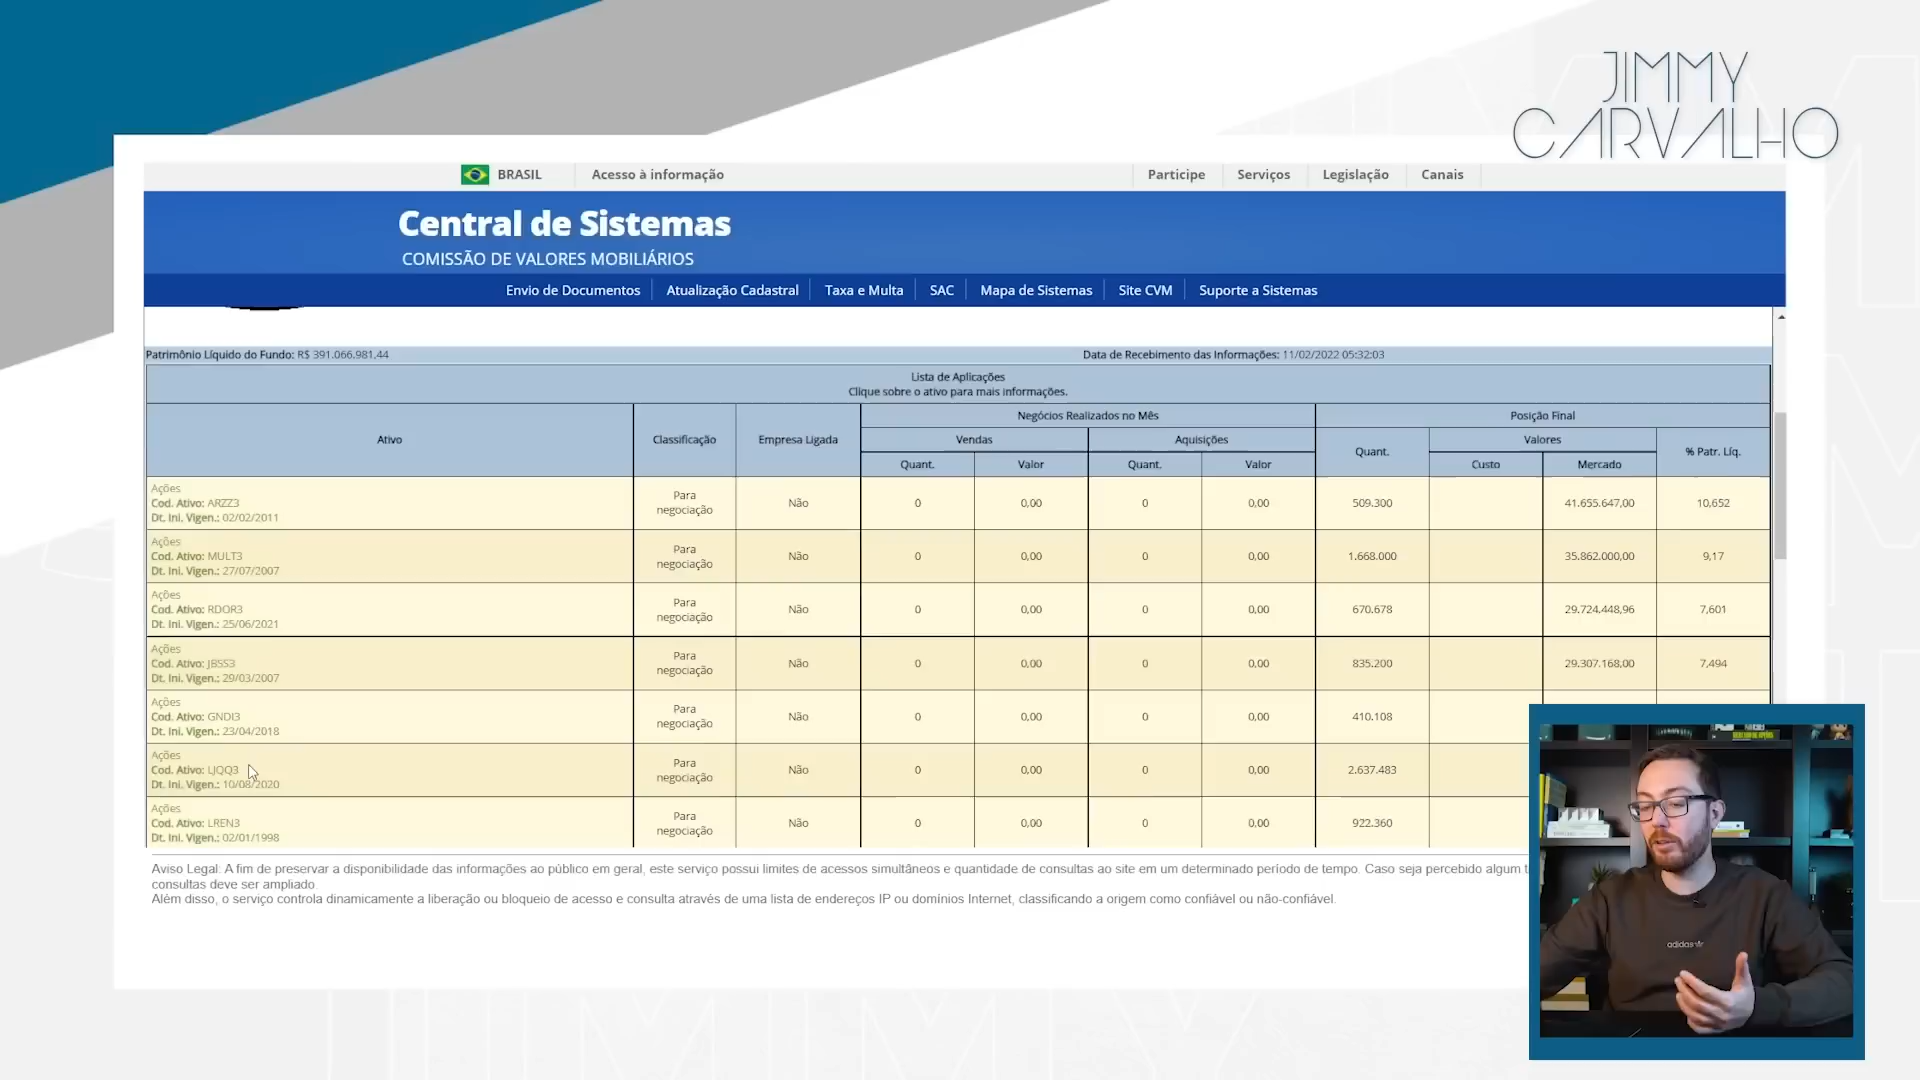 JIMMY
CARVALHO
BRASIL Acesso à informação Participe Serviços Legislação Canais
Central de Sistemas
COMISSÃO DE VALORES MOBILIÁRIOS
Envio de Documentos Atualização Cadastral Taxa e Multa SAC Mapa de Sistemas Site CVM Suporte a Sistemas
Patrimônio Líquido do Fundo: R$ 391.066.981,44 Data de Recebimento das Informações: 11/02/2022 05:32:03
Lista de Aplicações
Clique sobre o ativo para mais informações.
Ativo Classificação Empresa Ligada Negócios Realizados no Mês Posição Final
Vendas Aquisições Quant. Valores % Patr. Líq.
Quant. Valor Quant. Valor Custo Mercado
Ações
Cod. Ativo: ARZZ3
Dt. Ini. Vigen.: 02/02/2011
Para negociação Não 0 0,00 0 0,00 509.300 41.655.647,00 10,652
Ações
Cod. Ativo: MULT3
Dt. Ini. Vigen.: 27/07/2007
Para negociação Não 0 0,00 0 0,00 1.668.000 35.862.000,00 9,17
Ações
Cod. Ativo: RDOR3
Dt. Ini. Vigen.: 25/06/2021
Para negociação Não 0 0,00 0 0,00 670.678 29.724.448,96 7,601
Ações
Cod. Ativo: JBSS3
Dt. Ini. Vigen.: 29/03/2007
Para negociação Não 0 0,00 0 0,00 835.200 29.307.168,00 7,494
Ações
Cod. Ativo: GNDI3
Dt. Ini. Vigen.: 23/04/2018
Para negociação Não 0 0,00 0 0,00 410.108
Ações
Cod. Ativo: LJQQ3
Dt. Ini. Vigen.: 10/08/2020
Para negociação Não 0 0,00 0 0,00 2.637.483
Ações
Cod. Ativo: LREN3
Dt. Ini. Vigen.: 02/01/1998
Para negociação Não 0 0,00 0 0,00 922.360
Aviso Legal: A fim de preservar a disponibilidade das informações ao público em geral, este serviço possui limites de acessos simultâneos e quantidade de consultas ao site em um determinado período de tempo. Caso seja percebido algum t
consultas deve ser ampliado.
Além disso, o serviço controla dinamicamente a liberação ou bloqueio de acesso e consulta através de uma lista de endereços IP ou domínios Internet, classificando a origem como confiável ou não-confiável.